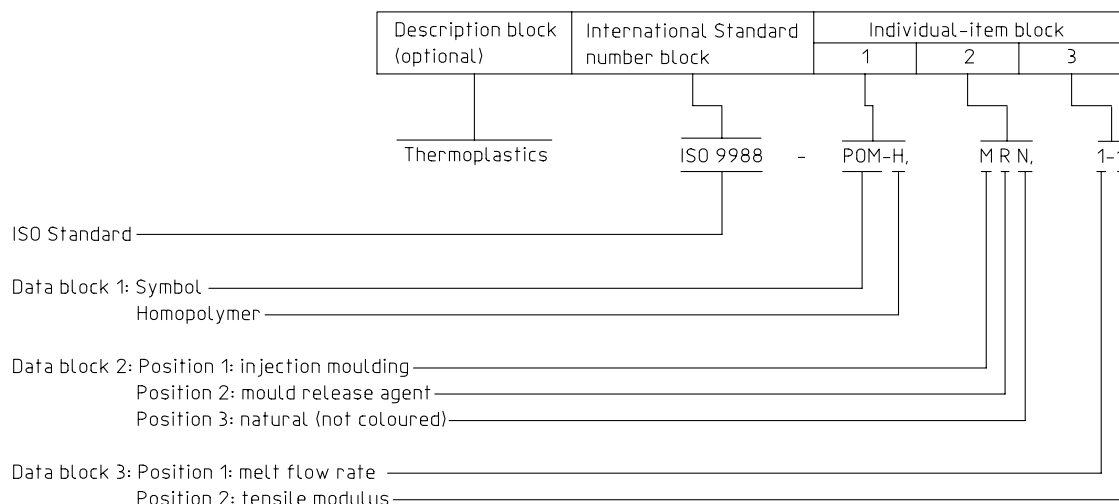 Description block
(optional)
International Standard
number block
Individual-item block
1 2 3
Thermoplastics ISO 9988 - POM-H, M R N, 1-1
ISO Standard
Data block 1: Symbol
Homopolymer
Data block 2: Position 1: injection moulding
Position 2: mould release agent
Position 3: natural (not coloured)
Data block 3: Position 1: melt flow rate
Position 2: tensile modulus